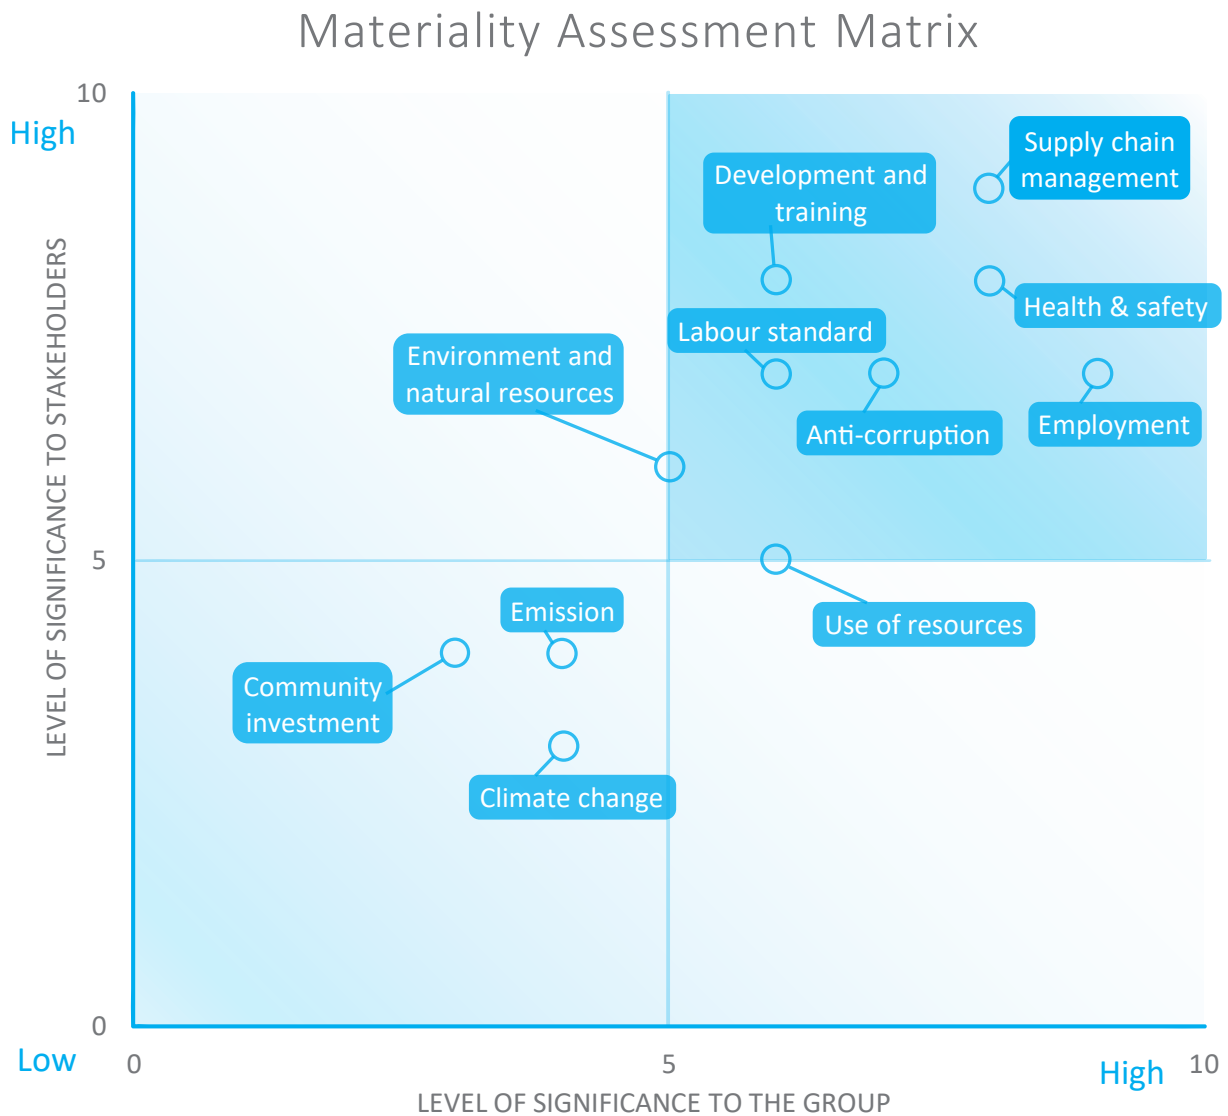 Materiality Assessment Matrix
10
High
Supply chain
management
Development and
training
Health & safety
Labour standard
Environment and
natural resources
Employment
Anti-corruption
LEVEL OF SIGNIFICANCE TO STAKEHOLDERS
5
Emission
Use of resources
Community
investment
Climate change
0
Low
0
5
10
High
LEVEL OF SIGNIFICANCE TO THE GROUP